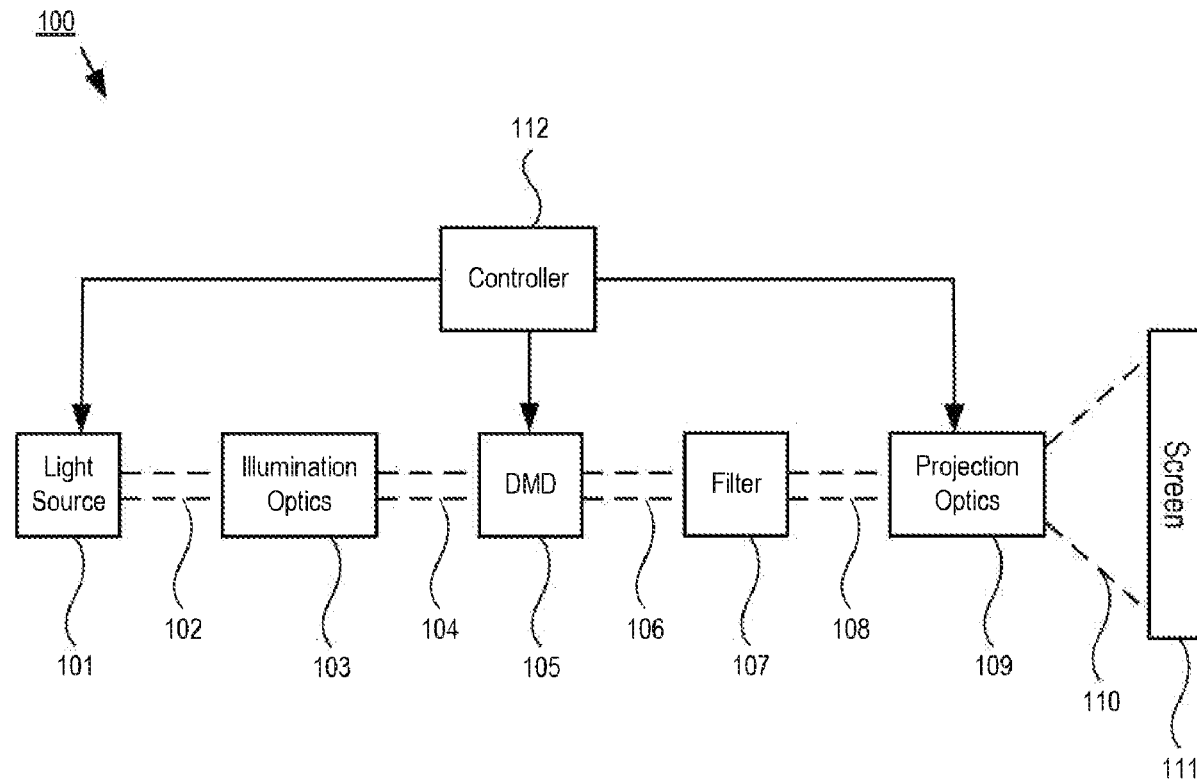 100
112
Controller
Light
Source
Illumination
Optics
DMD
Filter
Projection
Optics
Screen
101
102
103
104
105
106
107
108
109
110
111